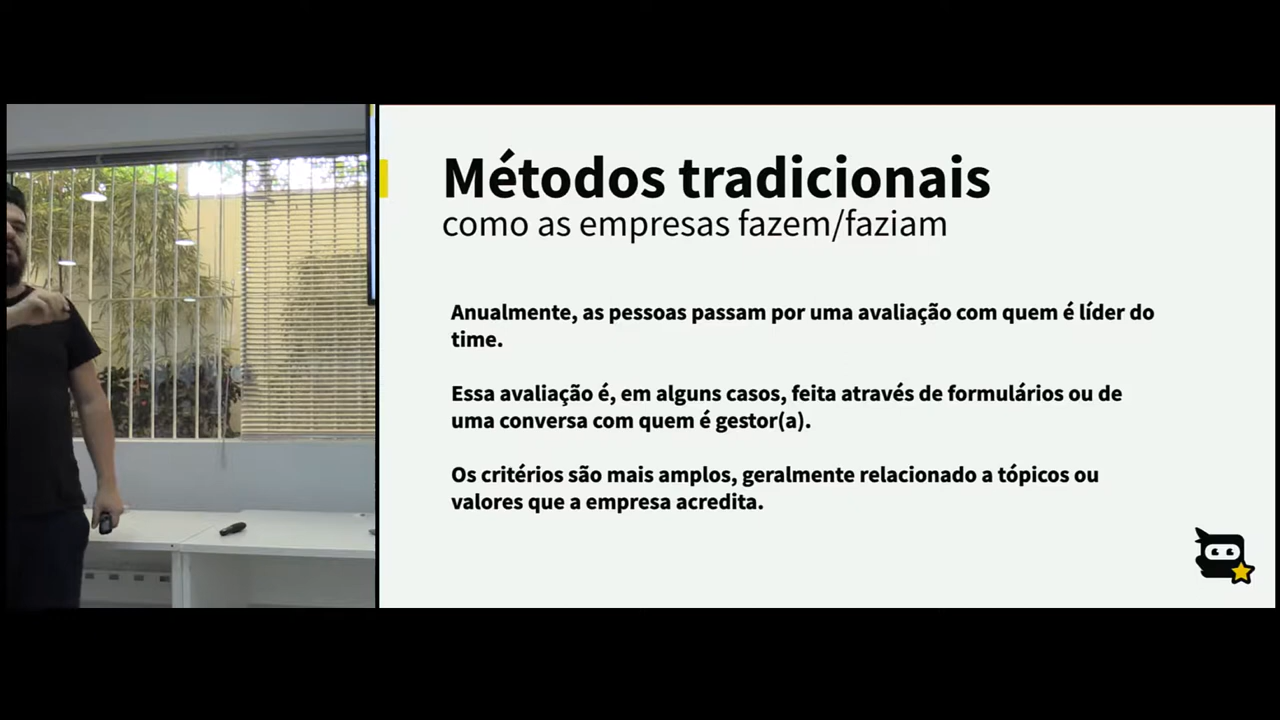 Métodos tradicionais
como as empresas fazem/faziam
Anualmente, as pessoas passam por uma avaliação com quem é líder do
time.
Essa avaliação é, em alguns casos, feita através de formulários ou de
uma conversa com quem é gestor(a).
Os critérios são mais amplos, geralmente relacionado a tópicos ou
valores que a empresa acredita.